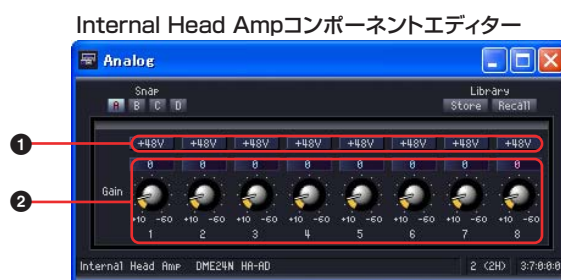 Internal Head Ampコンポーネントエディター
Analog
Snap Library
A B C D Store Recall
❶ +48V +48V +48V +48V +48V +48V +48V +48V
0 0 0 0 0 0 0 0
❷ Gain
+10 -60 +10 -60 +10 -60 +10 -60 +10 -60 +10 -60 +10 -60 +10 -60
1 2 3 4 5 6 7 8
Internal Head Amp DME24N HA-AD 2 (2H) 3:7:0:0:0